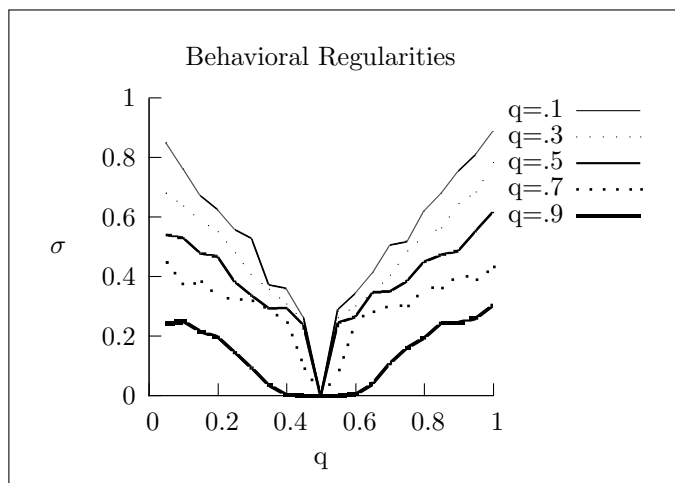 Behavioral Regularities
1
0.8
0.6
0.4
0.2
0
σ
0 0.2 0.4 0.6 0.8 1
q
q=.1
q=.3
q=.5
q=.7
q=.9